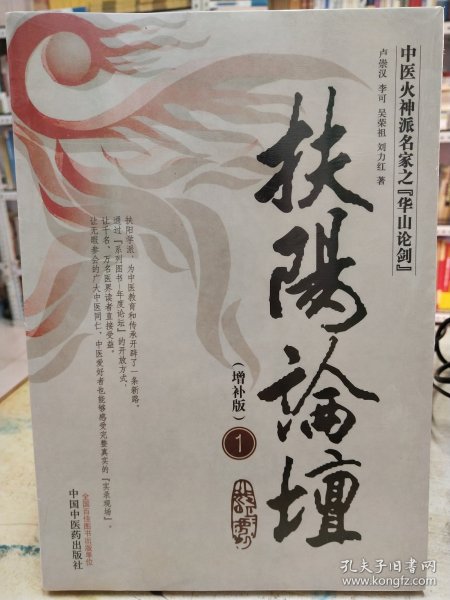 中医火神派名家之『华山论剑』
卢崇汉 李可 吴荣祖 刘力红 著
扶陽論壇
(增补版)
1
扶阳学派，为中医教育和传承开辟了一条新路。
通过『系列图书—年度论坛』的开放方式，
让千名、万名医界读者直接受益，
让无暇参会的广大中医同仁、中医爱好者也能够感受完整真实的『实录现场』。
全国百佳图书出版单位
中国中医药出版社
孔夫子旧书网
www.kongfz.com